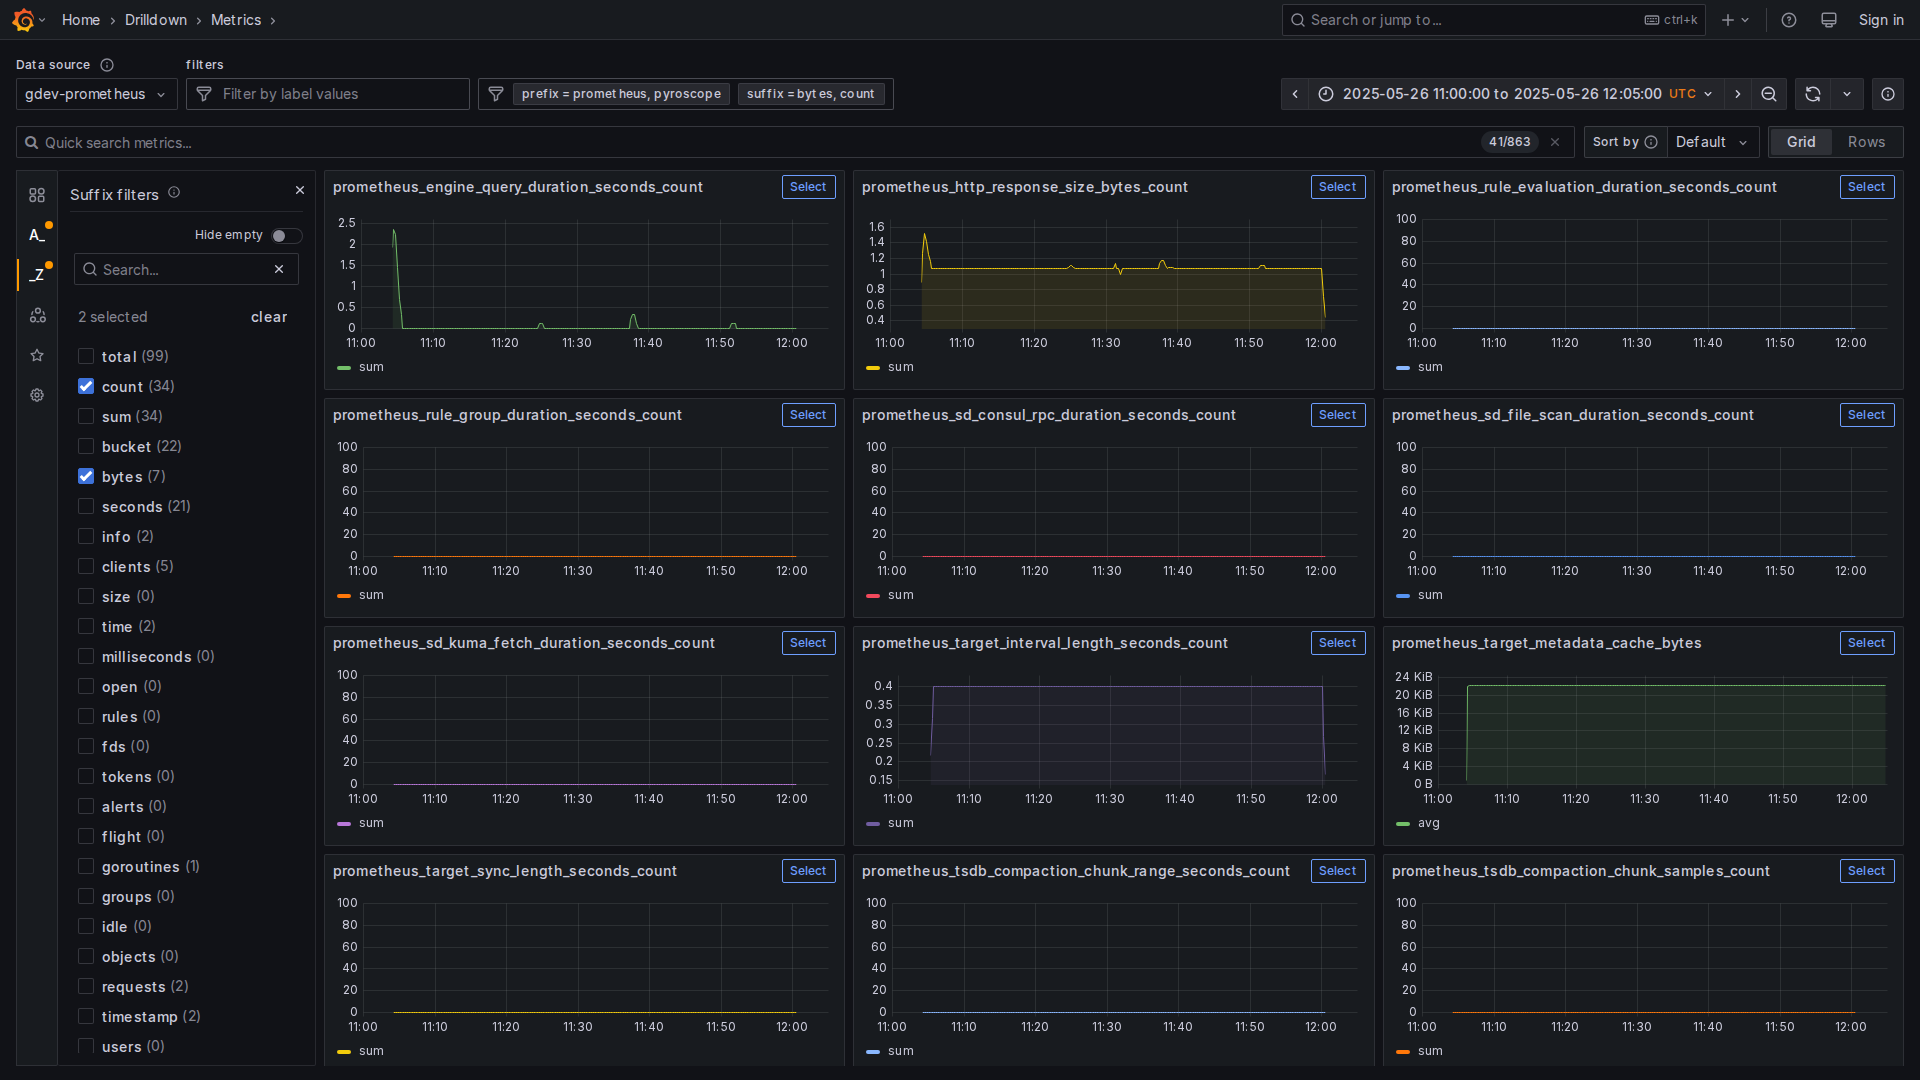 Home › Drilldown › Metrics ›
Search or jump to... ctrl+k
Sign in
Data source
filters
gdev-prometheus
Filter by label values
prefix = prometheus, pyroscope
suffix = bytes, count
2025-05-26 11:00:00 to 2025-05-26 12:05:00 UTC
Quick search metrics...
41/863
Sort by
Default
Grid
Rows
Suffix filters
Hide empty
Search...
2 selected
clear
total (99)
count (34)
sum (34)
bucket (22)
bytes (7)
seconds (21)
info (2)
clients (5)
size (0)
time (2)
milliseconds (0)
open (0)
rules (0)
fds (0)
tokens (0)
alerts (0)
flight (0)
goroutines (1)
groups (0)
idle (0)
objects (0)
requests (2)
timestamp (2)
users (0)
A_
_Z
prometheus_engine_query_duration_seconds_count
Select
2.5
2
1.5
1
0.5
0
11:00 11:10 11:20 11:30 11:40 11:50 12:00
sum
prometheus_http_response_size_bytes_count
Select
1.6
1.4
1.2
1
0.8
0.6
0.4
11:00 11:10 11:20 11:30 11:40 11:50 12:00
sum
prometheus_rule_evaluation_duration_seconds_count
Select
100
80
60
40
20
0
11:00 11:10 11:20 11:30 11:40 11:50 12:00
sum
prometheus_rule_group_duration_seconds_count
Select
100
80
60
40
20
0
11:00 11:10 11:20 11:30 11:40 11:50 12:00
sum
prometheus_sd_consul_rpc_duration_seconds_count
Select
100
80
60
40
20
0
11:00 11:10 11:20 11:30 11:40 11:50 12:00
sum
prometheus_sd_file_scan_duration_seconds_count
Select
100
80
60
40
20
0
11:00 11:10 11:20 11:30 11:40 11:50 12:00
sum
prometheus_sd_kuma_fetch_duration_seconds_count
Select
100
80
60
40
20
0
11:00 11:10 11:20 11:30 11:40 11:50 12:00
sum
prometheus_target_interval_length_seconds_count
Select
0.4
0.35
0.3
0.25
0.2
0.15
11:00 11:10 11:20 11:30 11:40 11:50 12:00
sum
prometheus_target_metadata_cache_bytes
Select
24 KiB
20 KiB
16 KiB
12 KiB
8 KiB
4 KiB
0 B
11:00 11:10 11:20 11:30 11:40 11:50 12:00
avg
prometheus_target_sync_length_seconds_count
Select
100
80
60
40
20
0
11:00 11:10 11:20 11:30 11:40 11:50 12:00
sum
prometheus_tsdb_compaction_chunk_range_seconds_count
Select
100
80
60
40
20
0
11:00 11:10 11:20 11:30 11:40 11:50 12:00
sum
prometheus_tsdb_compaction_chunk_samples_count
Select
100
80
60
40
20
0
11:00 11:10 11:20 11:30 11:40 11:50 12:00
sum